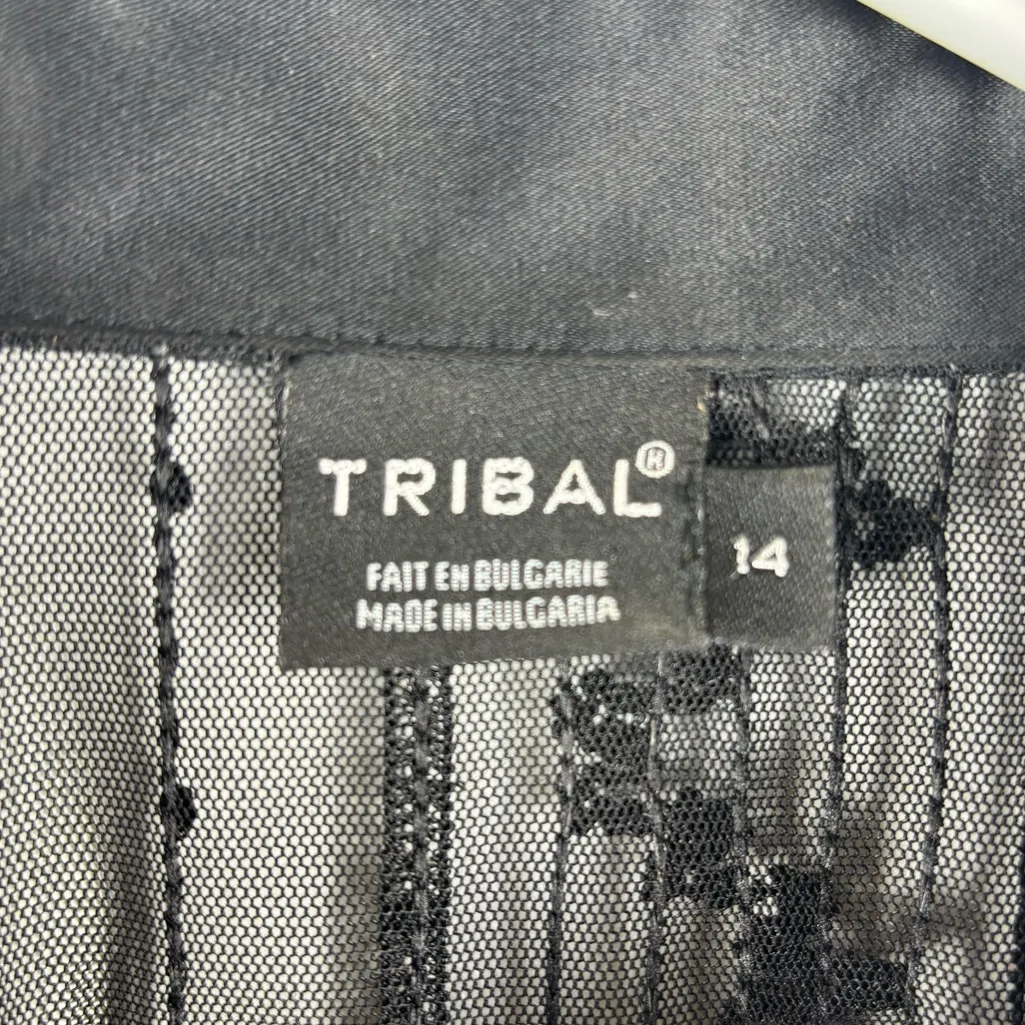 TRIBAL®
FAIT EN BULGARIE
MADE IN BULGARIA
14